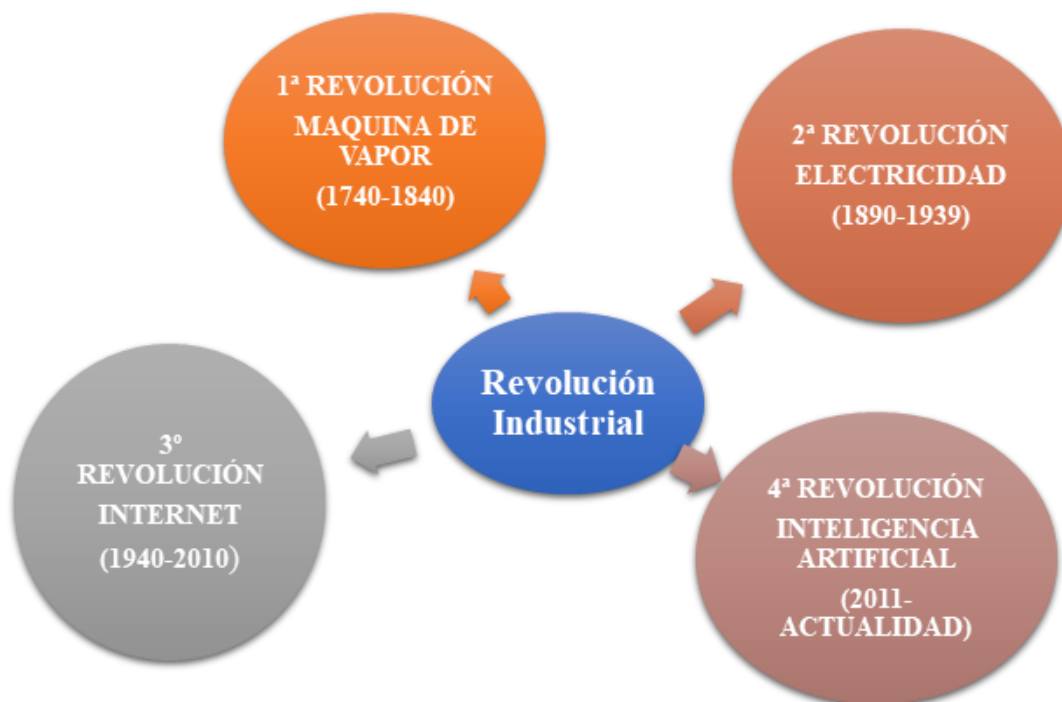 1ª REVOLUCIÓN
MAQUINA DE
VAPOR
(1740-1840)
2ª REVOLUCIÓN
ELECTRICIDAD
(1890-1939)
Revolución
Industrial
3º
REVOLUCIÓN
INTERNET
(1940-2010)
4ª REVOLUCIÓN
INTELIGENCIA
ARTIFICIAL
(2011-
ACTUALIDAD)